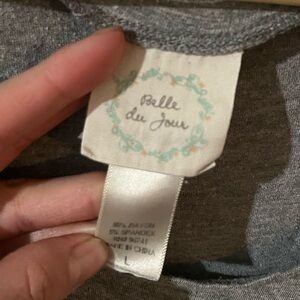 Belle
du Jour
95% RAYON
5% SPANDEX
MADE IN CHINA
L